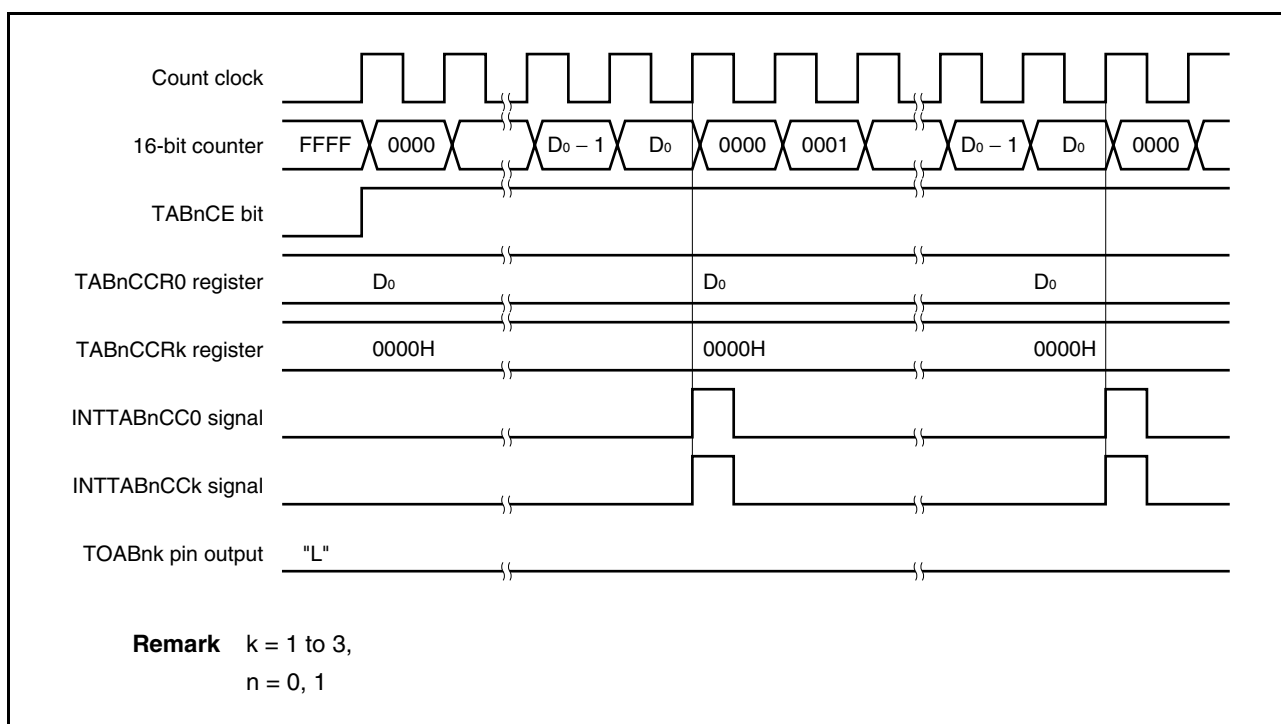 Count clock
16-bit counter FFFF 0000 D₀ − 1 D₀ 0000 0001 D₀ − 1 D₀ 0000
TABnCE bit
TABnCCR0 register D₀ D₀ D₀
TABnCCRk register 0000H 0000H 0000H
INTTABnCC0 signal
INTTABnCCk signal
TOABnk pin output "L"
Remark k = 1 to 3,
n = 0, 1